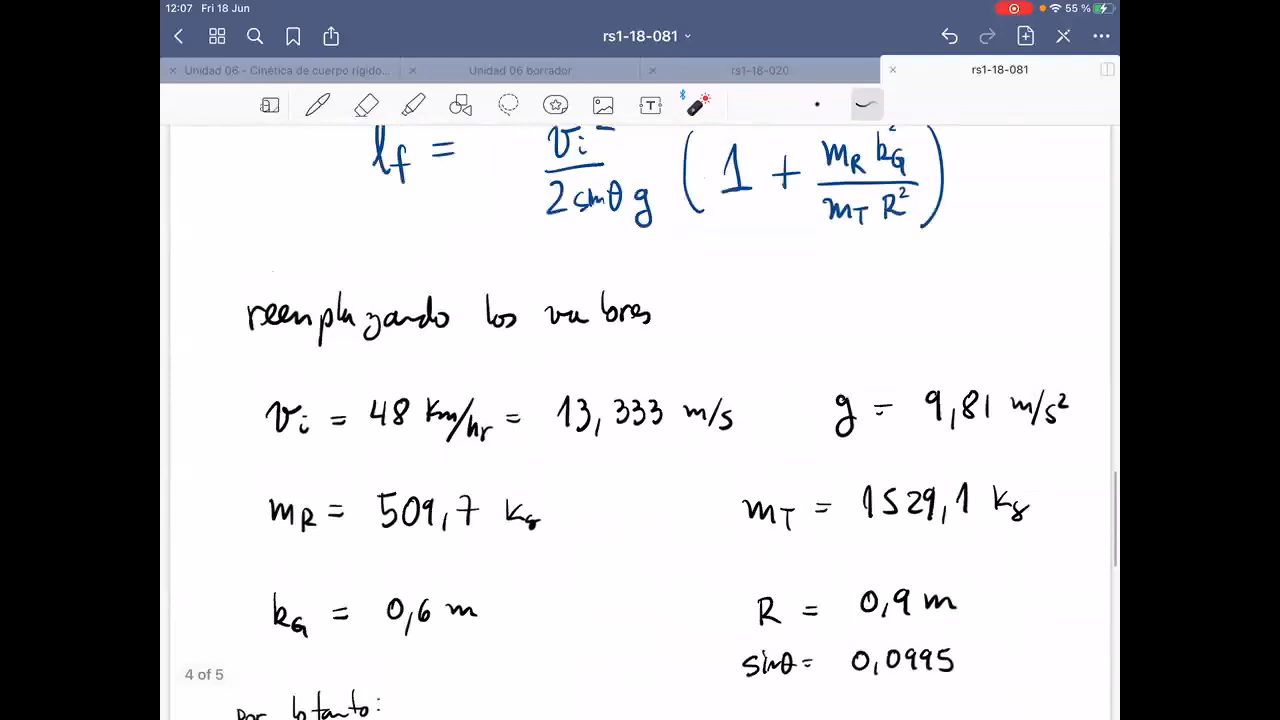 12:07 Fri 18 Jun
55 %
rs1-18-081
Unidad 06 - Cinética de cuerpo rígido...
Unidad 06 borrador
rs1-18-020
rs1-18-081
lf = vi² / 2 sinθ g ( 1 + mR kG² / mT R² )
reemplazando los valores
vi = 48 km/hr = 13,333 m/s g = 9,81 m/s²
mR = 509,7 kg mT = 1529,1 kg
kG = 0,6 m R = 0,9 m
sinθ = 0,0995
4 of 5
Por lo tanto: